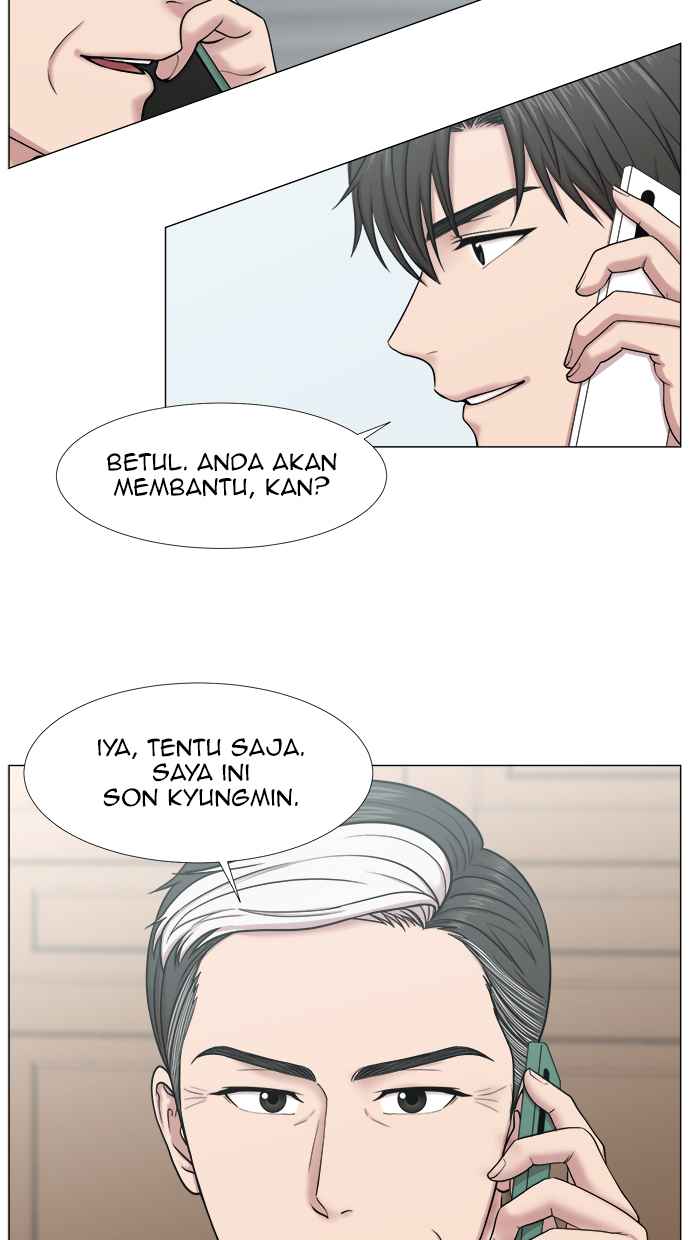 BETUL. ANDA AKAN
MEMBANTU, KAN?
IYA, TENTU SAJA.
SAYA INI
SON KYUNGMIN.